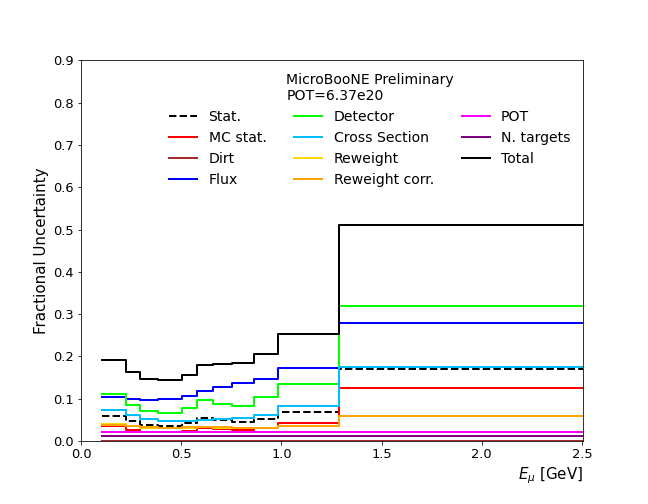 MicroBooNE Preliminary
POT=6.37e20
Stat.
MC stat.
Dirt
Flux
Detector
Cross Section
Reweight
Reweight corr.
POT
N. targets
Total
Fractional Uncertainty
0.9
0.8
0.7
0.6
0.5
0.4
0.3
0.2
0.1
0.0
0.0 0.5 1.0 1.5 2.0 2.5
Eμ [GeV]